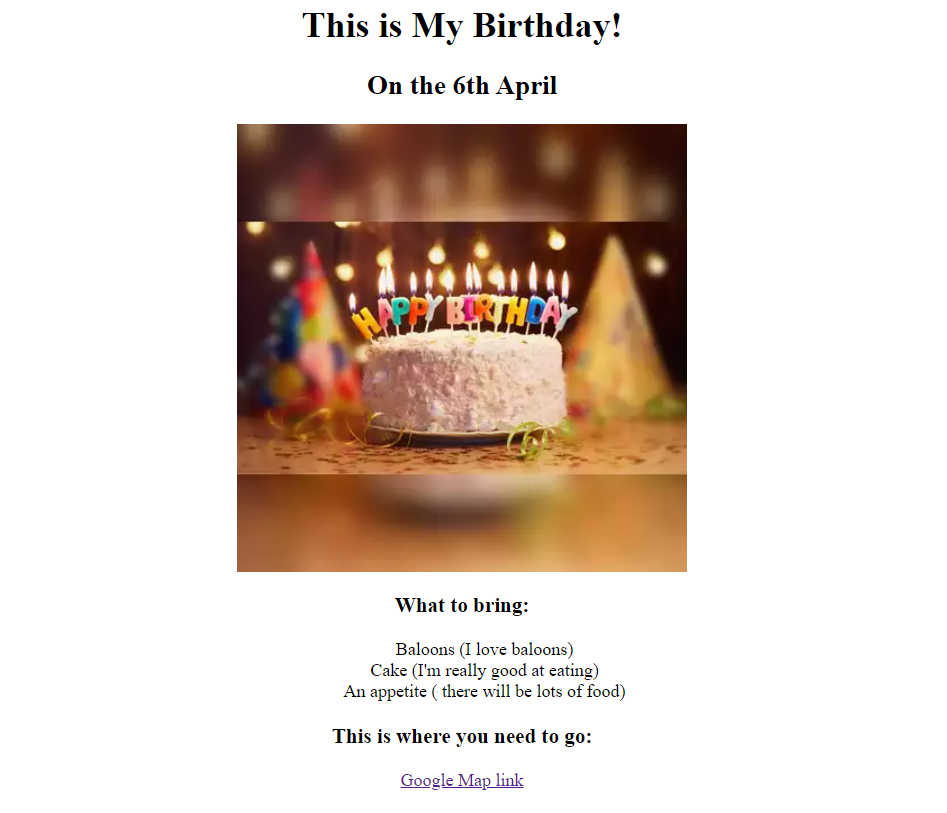 This is My Birthday!
On the 6th April
HAPPY BIRTHDAY
What to bring:
Baloons (I love baloons)
Cake (I'm really good at eating)
An appetite ( there will be lots of food)
This is where you need to go:
Google Map link